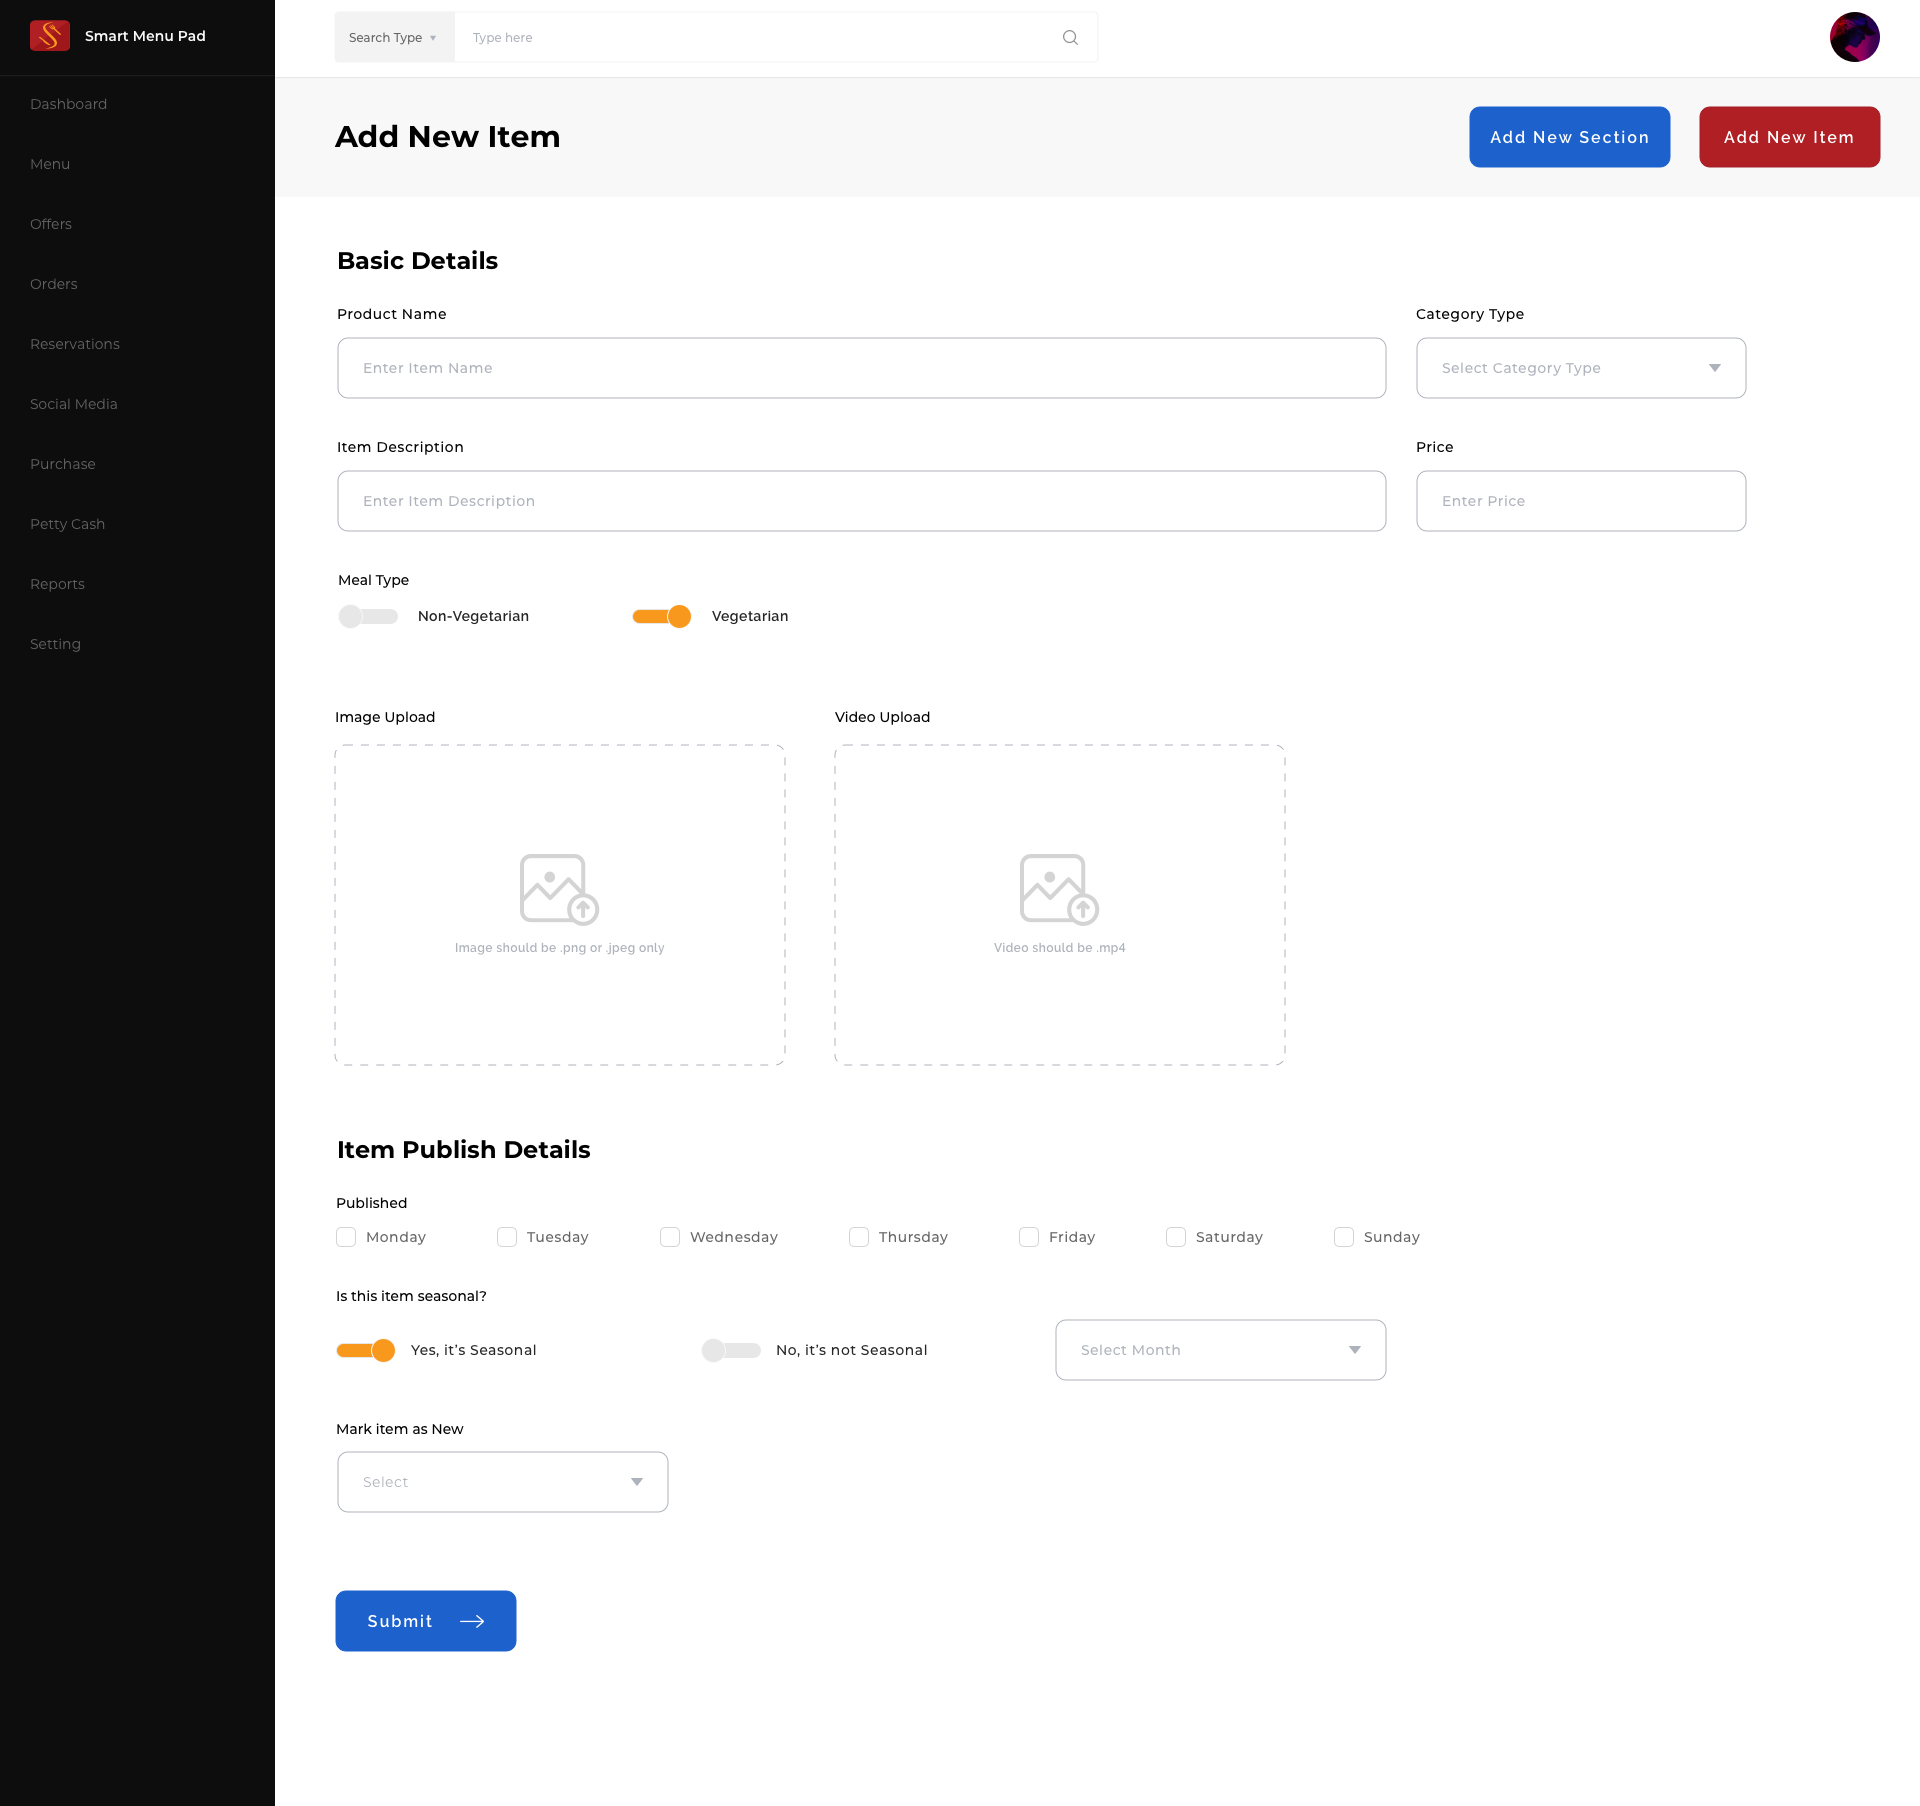 Smart Menu Pad
Search Type
Type here
Dashboard
Menu
Offers
Orders
Reservations
Social Media
Purchase
Petty Cash
Reports
Setting
Add New Item
Add New Section
Add New Item
Basic Details
Product Name
Category Type
Enter Item Name
Select Category Type
Item Description
Price
Enter Item Description
Enter Price
Meal Type
Non-Vegetarian
Vegetarian
Image Upload
Video Upload
Image should be .png or .jpeg only
Video should be .mp4
Item Publish Details
Published
Monday
Tuesday
Wednesday
Thursday
Friday
Saturday
Sunday
Is this item seasonal?
Yes, it’s Seasonal
No, it’s not Seasonal
Select Month
Mark item as New
Select
Submit